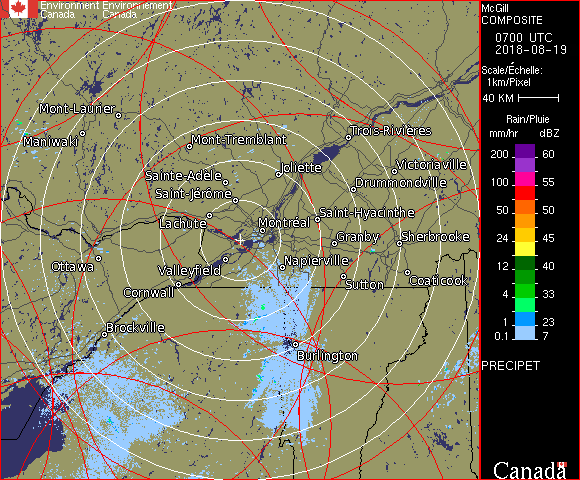 Environment Environnement
Canada Canada
McGill
COMPOSITE
0700 UTC
2018-08-19
Scale/Échelle:
1km/Pixel
40 KM
Rain/Pluie
mm/hr dBZ
200 60
100 55
50 50
24 45
12 40
4 33
1 23
0.1 7
PRECIPET
Canada
Mont-Laurier
Maniwaki
Mont-Tremblant
Trois-Rivières
Joliette
Victoriaville
Sainte-Adèle
Drummondville
Saint-Jérôme
Lachute
Saint-Hyacinthe
Montréal
Granby
Sherbrooke
Ottawa
Valleyfield
Napierville
Cornwall
Sutton
Coaticook
Brockville
Burlington